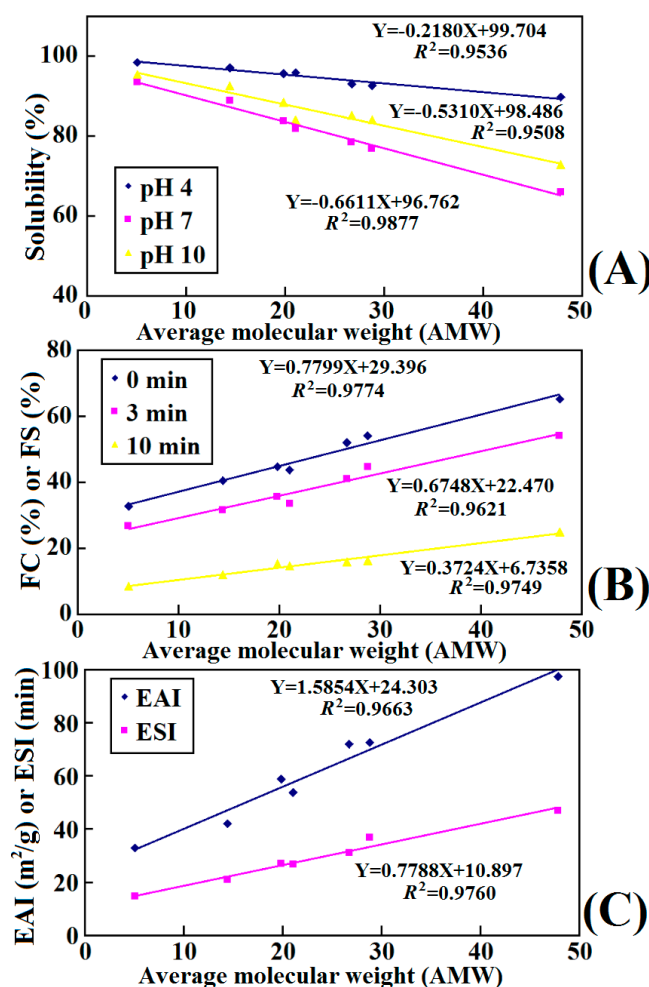 Y=-0.2180X+99.704
R²=0.9536
100
Y=-0.5310X+98.486
R²=0.9508
80
Solubility (%)
pH 4
pH 7
pH 10
Y=-0.6611X+96.762
R²=0.9877
60
(A)
40
0 10 20 30 40 50
Average molecular weight (AMW)
80
0 min
3 min
10 min
Y=0.7799X+29.396
R²=0.9774
60
FC (%) or FS (%)
40
Y=0.6748X+22.470
R²=0.9621
20
Y=0.3724X+6.7358
R²=0.9749
(B)
0
0 10 20 30 40 50
Average molecular weight (AMW)
100
EAI
ESI
Y=1.5854X+24.303
R²=0.9663
80
60
EAI (m²/g) or ESI (min)
40
Y=0.7788X+10.897
R²=0.9760
20
(C)
0
0 10 20 30 40 50
Average molecular weight (AMW)